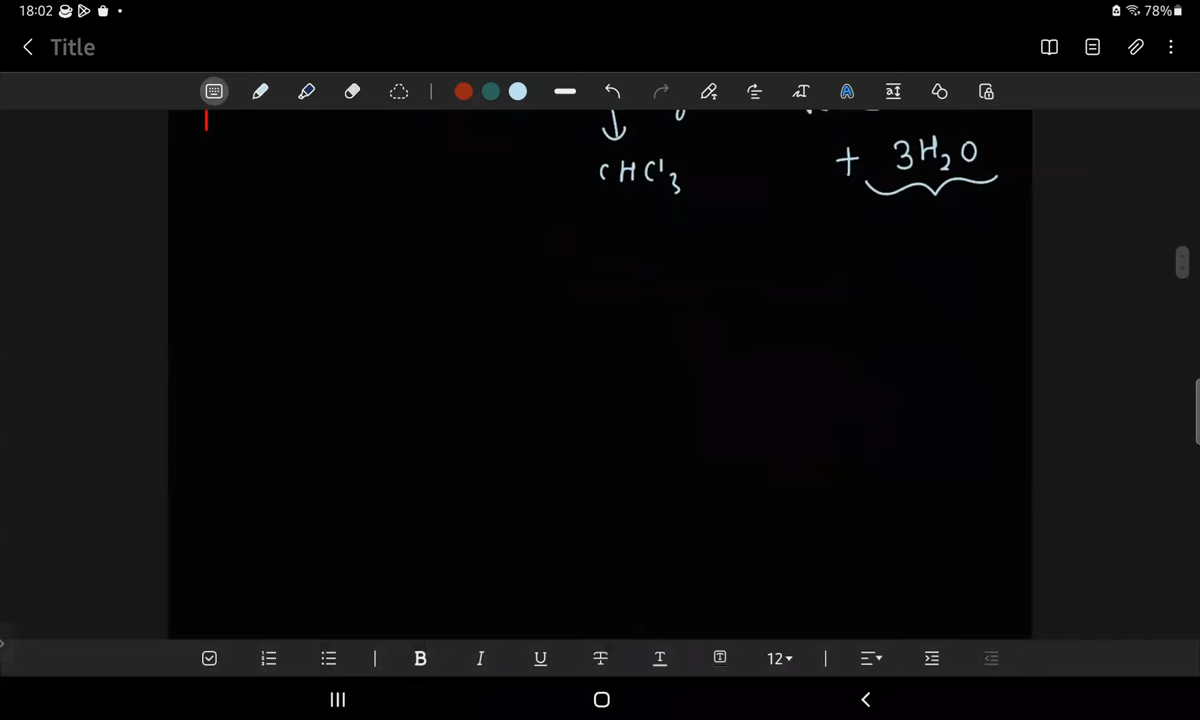 18:02 78%
Title
+ 3H₂O
CHCl₃
B I U T T T 12